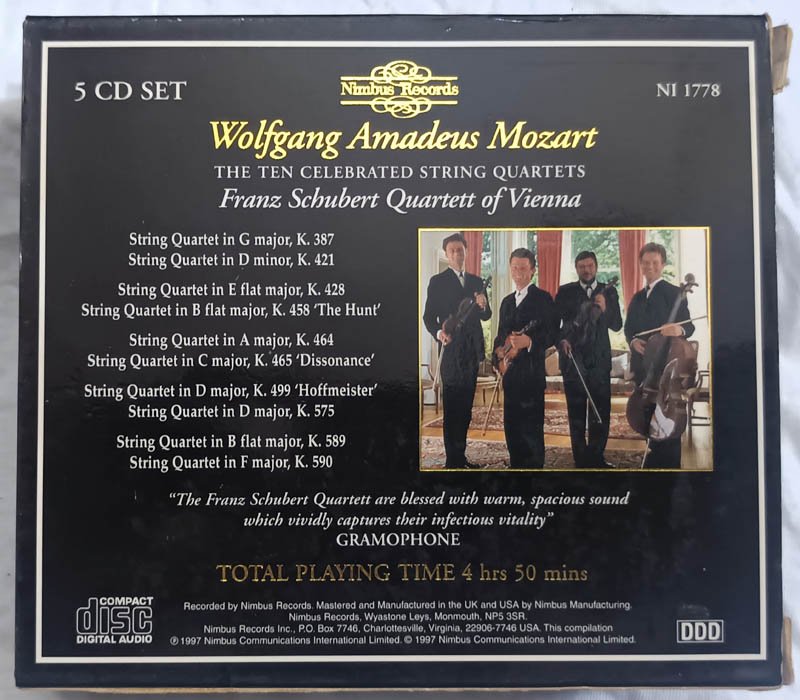 5 CD SET
Nimbus Records
NI 1778
Wolfgang Amadeus Mozart
THE TEN CELEBRATED STRING QUARTETS
Franz Schubert Quartett of Vienna
String Quartet in G major, K. 387
String Quartet in D minor, K. 421
String Quartet in E flat major, K. 428
String Quartet in B flat major, K. 458 ‘The Hunt’
String Quartet in A major, K. 464
String Quartet in C major, K. 465 ‘Dissonance’
String Quartet in D major, K. 499 ‘Hoffmeister’
String Quartet in D major, K. 575
String Quartet in B flat major, K. 589
String Quartet in F major, K. 590
“The Franz Schubert Quartett are blessed with warm, spacious sound
which vividly captures their infectious vitality”
GRAMOPHONE
TOTAL PLAYING TIME 4 hrs 50 mins
COMPACT
disc
DIGITAL AUDIO
Recorded by Nimbus Records. Mastered and Manufactured in the UK and USA by Nimbus Manufacturing.
Nimbus Records, Wyastone Leys, Monmouth, NP5 3SR.
Nimbus Records Inc., P.O. Box 7746, Charlottesville, Virginia, 22906-7746 USA. This compilation
℗ 1997 Nimbus Communications International Limited. © 1997 Nimbus Communications International Limited.
DDD